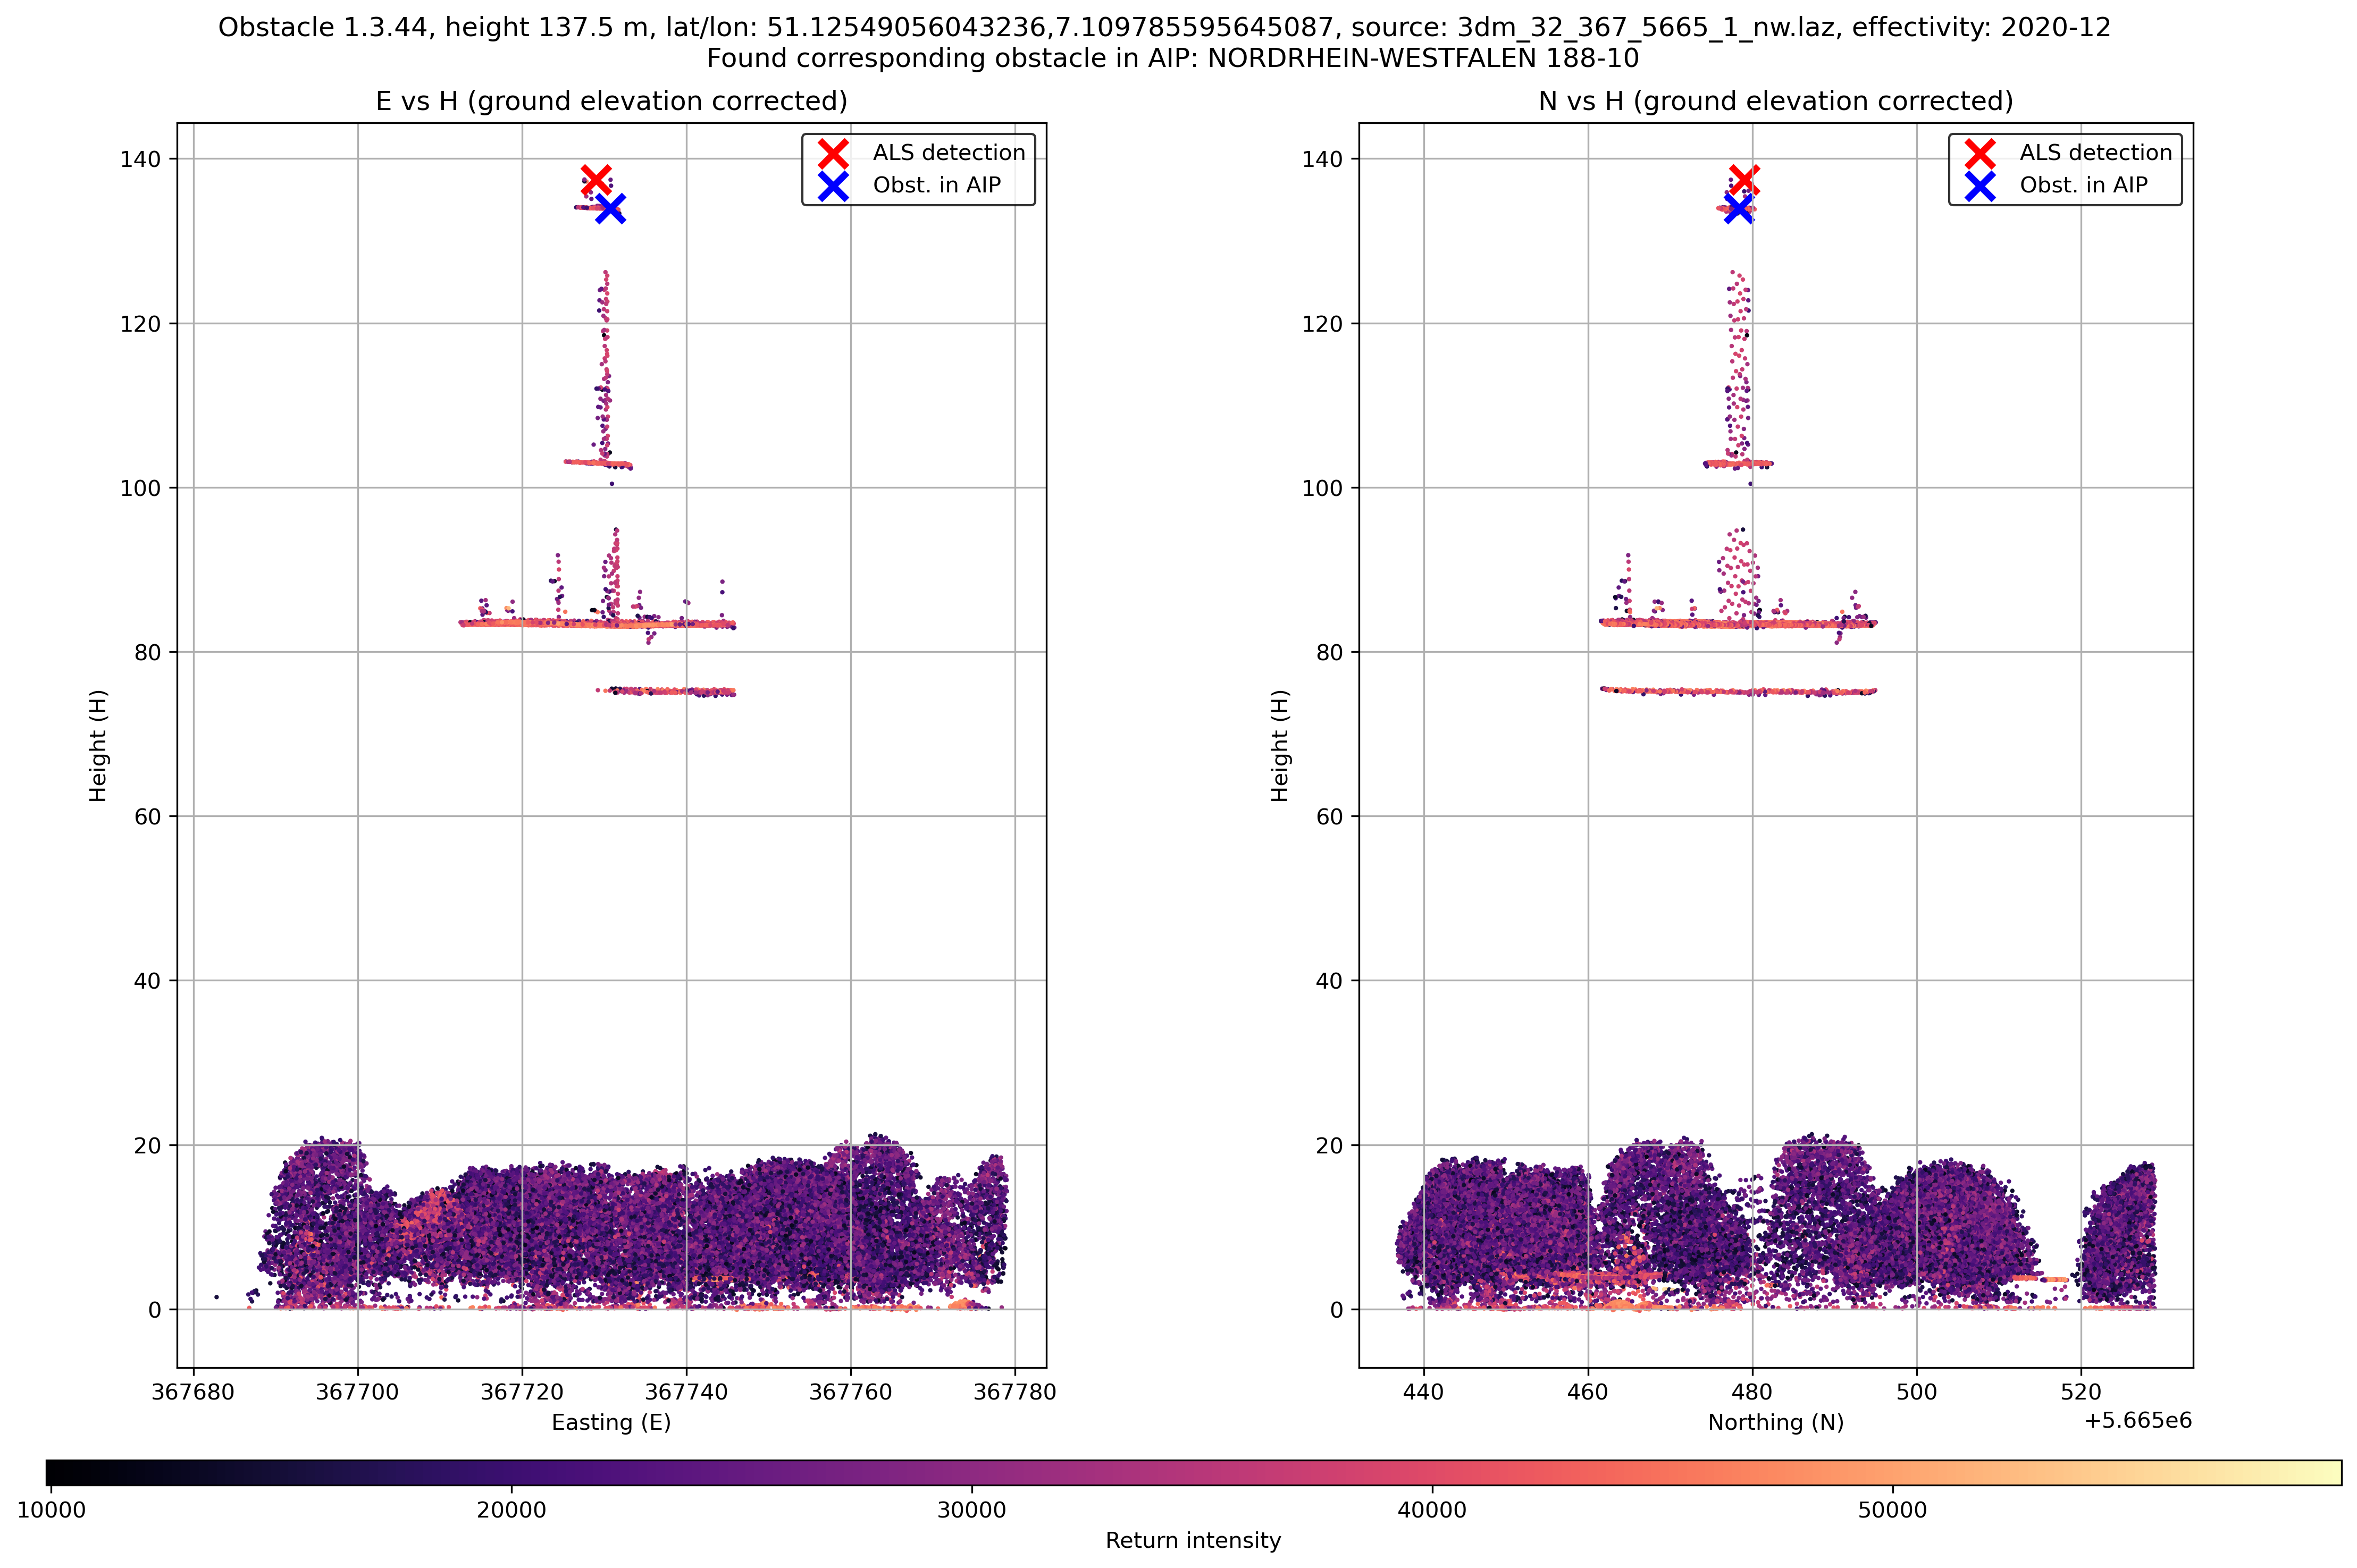 Obstacle 1.3.44, height 137.5 m, lat/lon: 51.12549056043236,7.109785595645087, source: 3dm_32_367_5665_1_nw.laz, effectivity: 2020-12
Found corresponding obstacle in AIP: NORDRHEIN-WESTFALEN 188-10
E vs H (ground elevation corrected)
ALS detection
Obst. in AIP
140
120
100
80
60
40
20
0
Height (H)
367680 367700 367720 367740 367760 367780
Easting (E)
N vs H (ground elevation corrected)
ALS detection
Obst. in AIP
140
120
100
80
60
40
20
0
Height (H)
440 460 480 500 520
+5.665e6
Northing (N)
10000 20000 30000 40000 50000
Return intensity